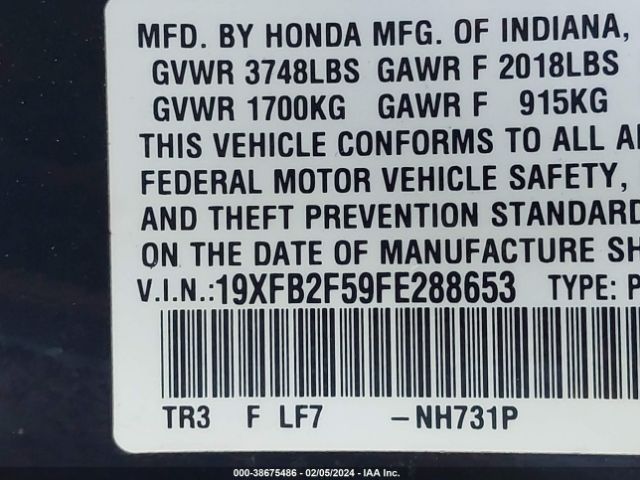 MFD. BY HONDA MFG. OF INDIANA,
GVWR 3748LBS GAWR F 2018LBS
GVWR 1700KG GAWR F 915KG
THIS VEHICLE CONFORMS TO ALL
FEDERAL MOTOR VEHICLE SAFETY,
AND THEFT PREVENTION STANDARD
ON THE DATE OF MANUFACTURE SH
V.I.N.:19XFB2F59FE288653 TYPE: P
TR3 F LF7 -NH731P
000-38675486 - 02/05/2024 - IAA Inc.